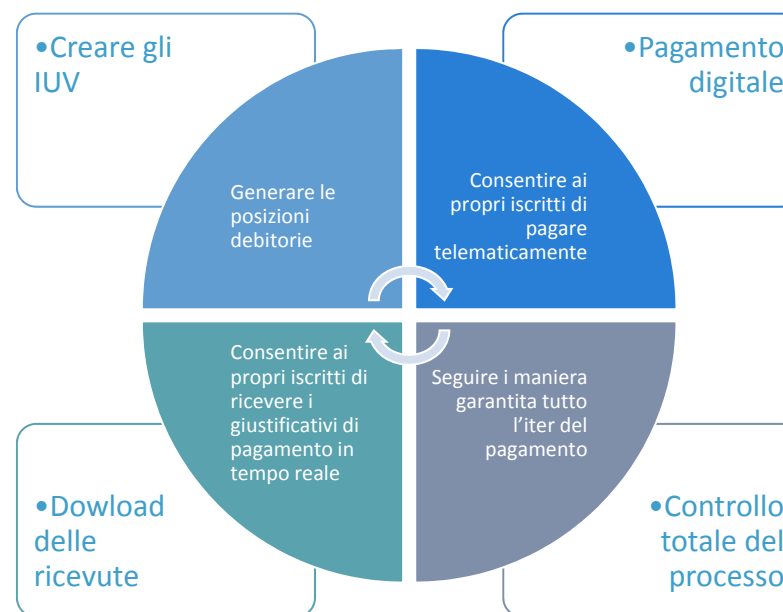 •Creare gli
IUV
•Pagamento
digitale
Generare le
posizioni
debitorie
Consentire ai
propri iscritti di
pagare
telematicamente
Consentire ai
propri iscritti di
ricevere i
giustificativi di
pagamento in
tempo reale
Seguire i maniera
garantita tutto
l’iter del
pagamento
•Dowload
delle
ricevute
•Controllo
totale del
processo